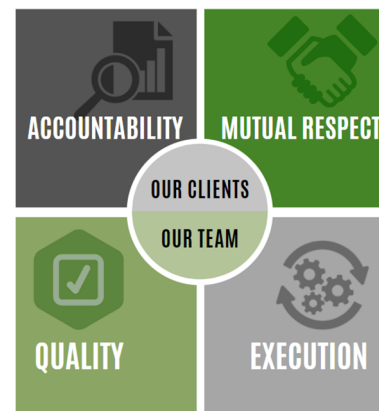 ACCOUNTABILITY
MUTUAL RESPECT
OUR CLIENTS
OUR TEAM
QUALITY
EXECUTION